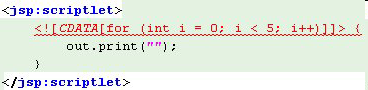 <jsp:scriptlet>
<![CDATA[for (int i = 0; i < 5; i++)]]> {
out.print("");
}
</jsp:scriptlet>